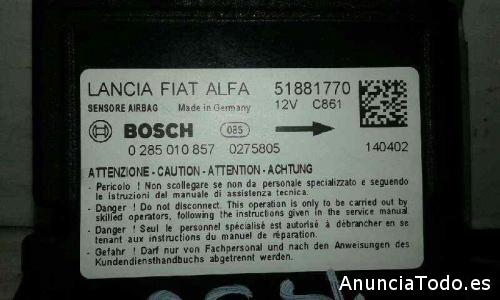 LANCIA FIAT ALFA 51881770
SENSORE AIRBAG Made in Germany 12V C861
BOSCH 085
0 285 010 857 0275805 140402
ATTENZIONE - CAUTION - ATTENTION - ACHTUNG
- Pericolo ! Non scollegare se non da personale specializzato e seguendo
le istruzioni del manuale di assistenza tecnica.
- Danger ! Do not disconnect. This operation is only to be carried out by
skilled operators, following the instructions given in the service manual
- Danger ! Seul le personnel spécialisé est autorisé à débrancher en se
tenant aux instructions du manuel de réparation.
- Gefahr ! Darf nur von Fachpersonal und nach den Anweisungen des
Kundendiensthandbuchs abgetrennt werden.
AnunciaTodo.es